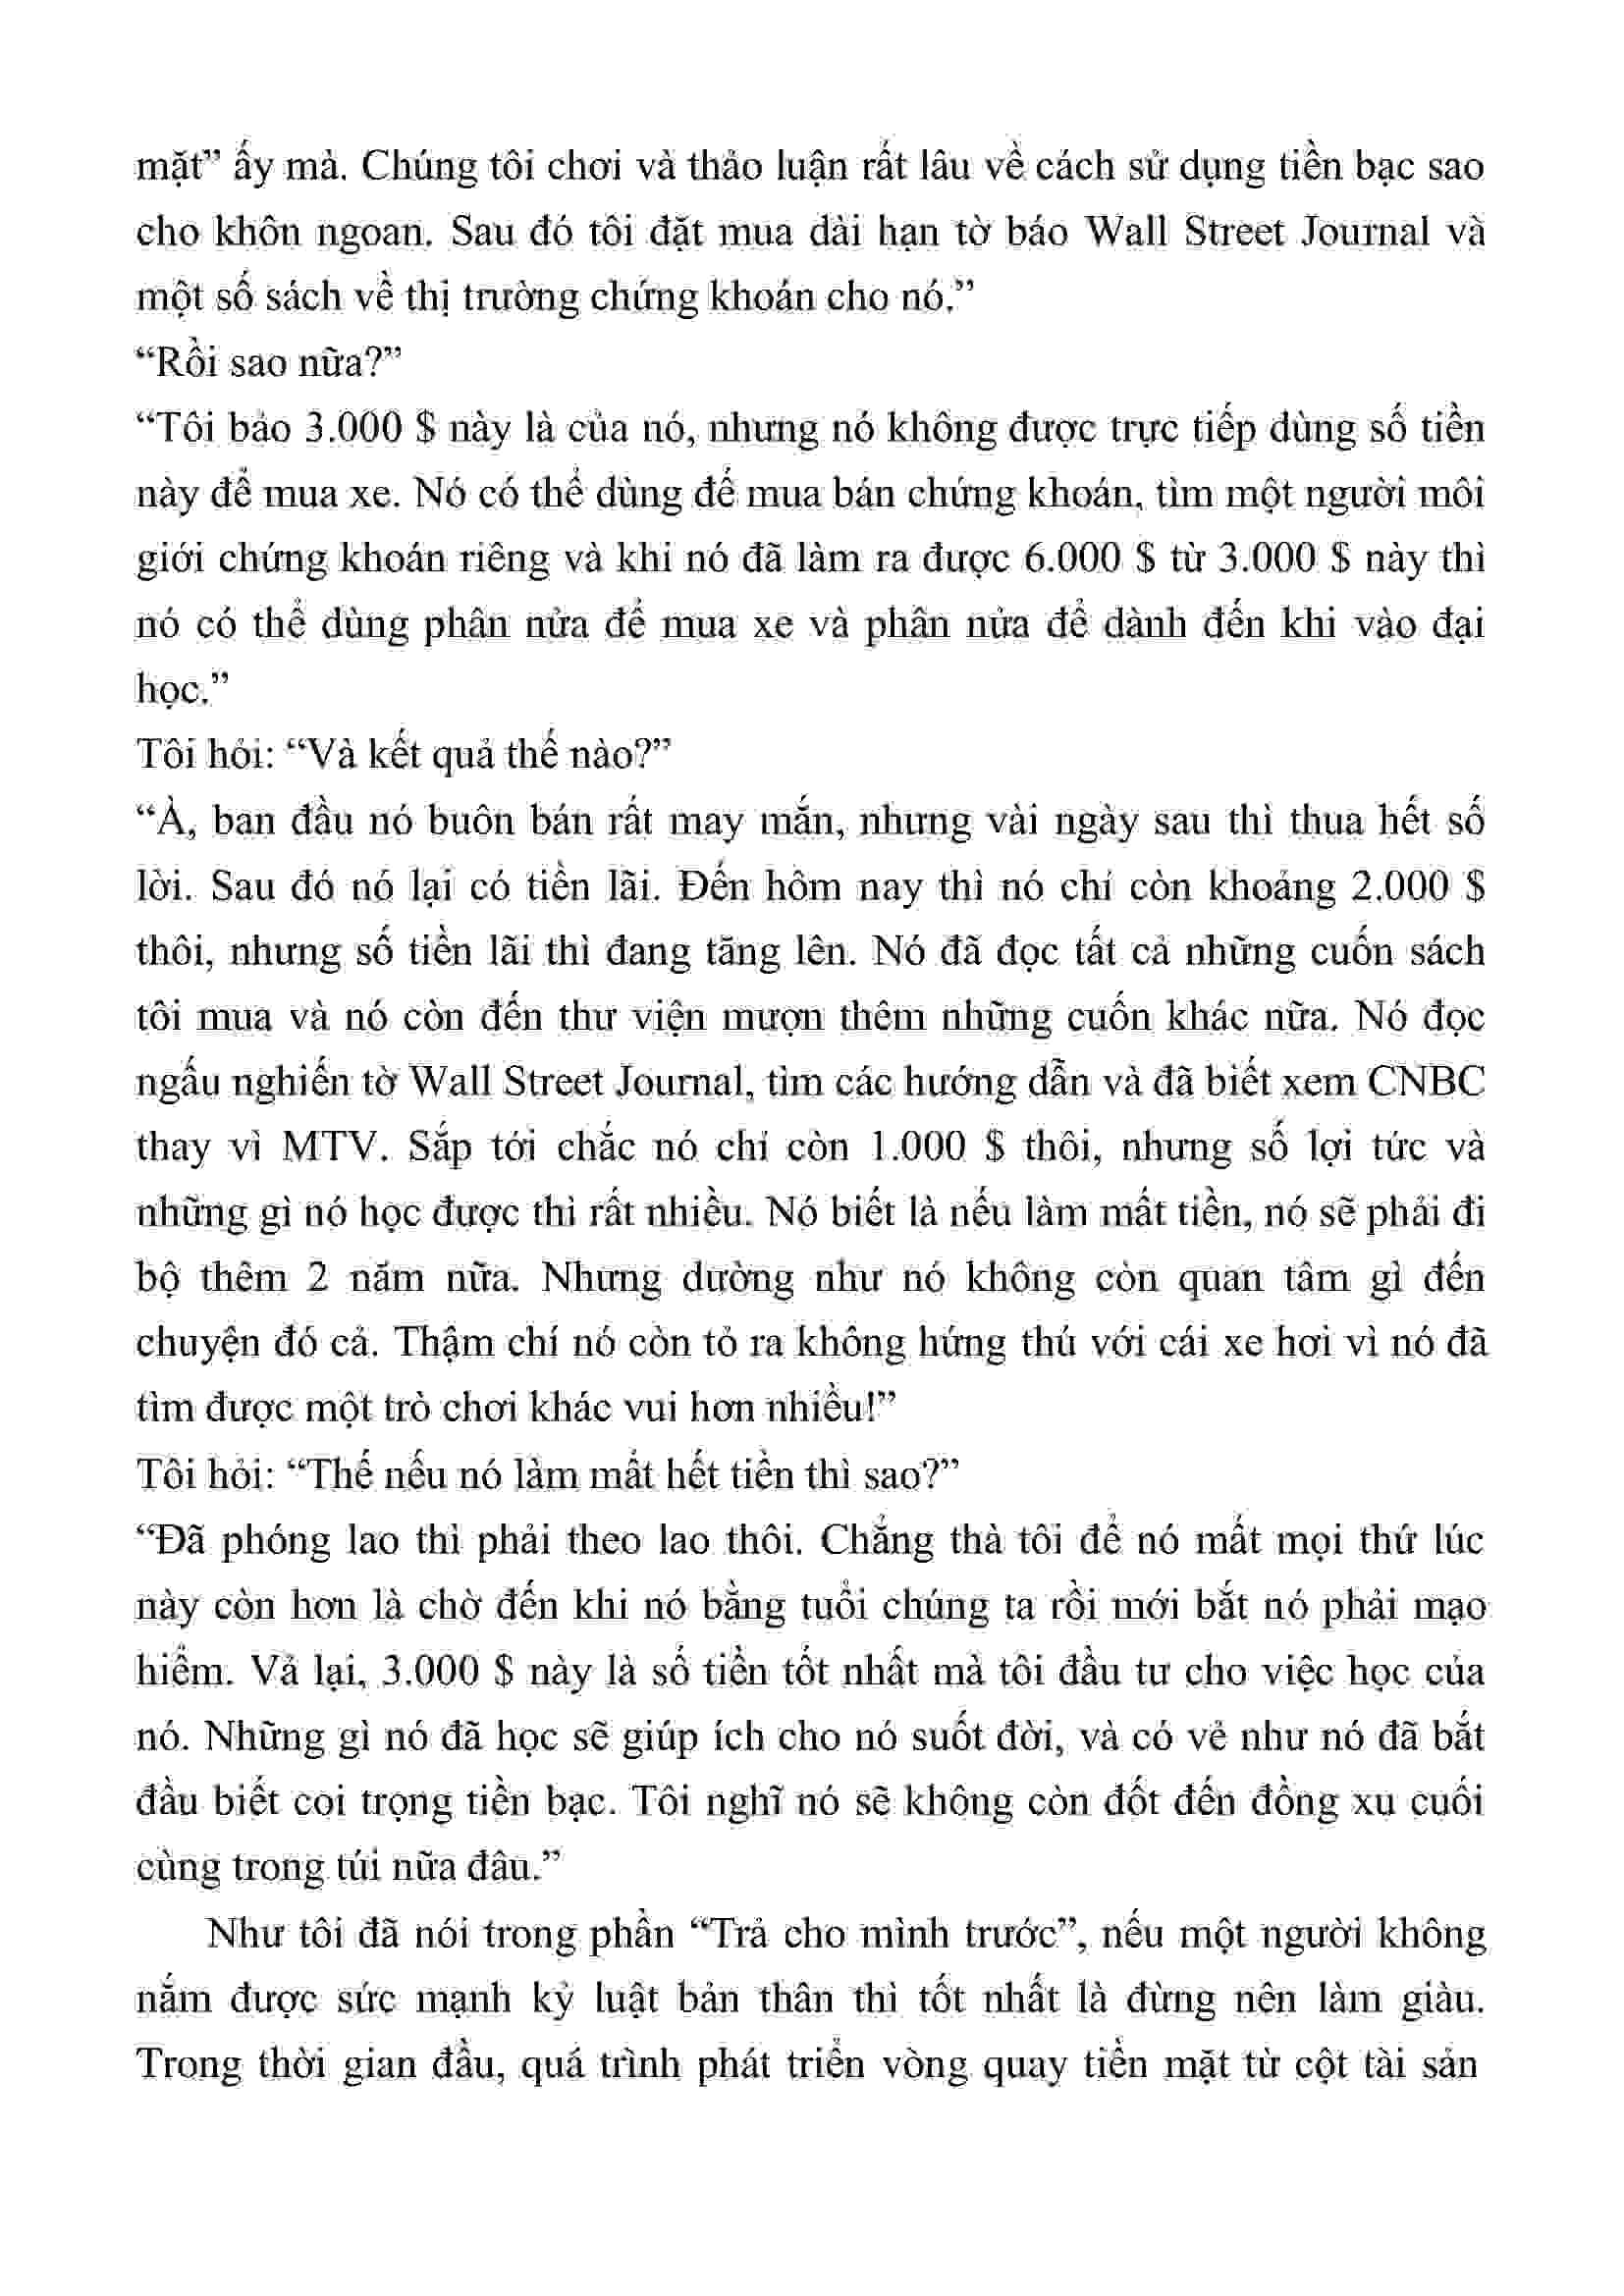 mặt” ấy mà. Chúng tôi chơi và thảo luận rất lâu về cách sử dụng tiền bạc sao
cho khôn ngoan. Sau đó tôi đặt mua dài hạn tờ báo Wall Street Journal và
một số sách về thị trường chứng khoán cho nó.”
“Rồi sao nữa?”
“Tôi bảo 3.000 $ này là của nó, nhưng nó không được trực tiếp dùng số tiền
này để mua xe. Nó có thể dùng để mua bán chứng khoán, tìm một người môi
giới chứng khoán riêng và khi nó đã làm ra được 6.000 $ từ 3.000 $ này thì
nó có thể dùng phân nửa để mua xe và phân nửa để dành đến khi vào đại
học.”
Tôi hỏi: “Và kết quả thế nào?”
“À, ban đầu nó buôn bán rất may mắn, nhưng vài ngày sau thì thua hết số
lời. Sau đó nó lại có tiền lãi. Đến hôm nay thì nó chỉ còn khoảng 2.000 $
thôi, nhưng số tiền lãi thì đang tăng lên. Nó đã đọc tất cả những cuốn sách
tôi mua và nó còn đến thư viện mượn thêm những cuốn khác nữa. Nó đọc
ngấu nghiến tờ Wall Street Journal, tìm các hướng dẫn và đã biết xem CNBC
thay vì MTV. Sắp tới chắc nó chỉ còn 1.000 $ thôi, nhưng số lợi tức và
những gì nó học được thì rất nhiều. Nó biết là nếu làm mất tiền, nó sẽ phải đi
bộ thêm 2 năm nữa. Nhưng dường như nó không còn quan tâm gì đến
chuyện đó cả. Thậm chí nó còn tỏ ra không hứng thú với cái xe hơi vì nó đã
tìm được một trò chơi khác vui hơn nhiều!”
Tôi hỏi: “Thế nếu nó làm mất hết tiền thì sao?”
“Đã phóng lao thì phải theo lao thôi. Chẳng thà tôi để nó mất mọi thứ lúc
này còn hơn là chờ đến khi nó bằng tuổi chúng ta rồi mới bắt nó phải mạo
hiểm. Vả lại, 3.000 $ này là số tiền tốt nhất mà tôi đầu tư cho việc học của
nó. Những gì nó đã học sẽ giúp ích cho nó suốt đời, và có vẻ như nó đã bắt
đầu biết coi trọng tiền bạc. Tôi nghĩ nó sẽ không còn đốt đến đồng xu cuối
cùng trong túi nữa đâu.”
Như tôi đã nói trong phần “Trả cho mình trước”, nếu một người không
nắm được sức mạnh kỷ luật bản thân thì tốt nhất là đừng nên làm giàu.
Trong thời gian đầu, quá trình phát triển vòng quay tiền mặt từ cột tài sản